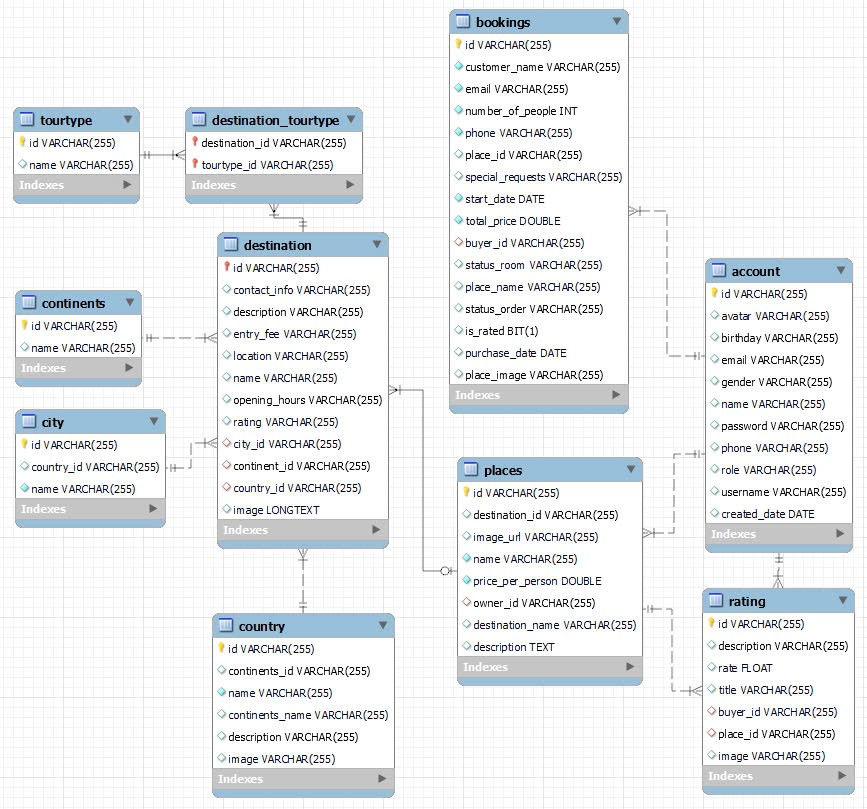 bookings
id VARCHAR(255)
customer_name VARCHAR(255)
email VARCHAR(255)
number_of_people INT
phone VARCHAR(255)
place_id VARCHAR(255)
special_requests VARCHAR(255)
start_date DATE
total_price DOUBLE
buyer_id VARCHAR(255)
status_room VARCHAR(255)
place_name VARCHAR(255)
status_order VARCHAR(255)
is_rated BIT(1)
purchase_date DATE
place_image VARCHAR(255)
Indexes
tourtype
id VARCHAR(255)
name VARCHAR(255)
Indexes
destination_tourtype
destination_id VARCHAR(255)
tourtype_id VARCHAR(255)
Indexes
destination
id VARCHAR(255)
contact_info VARCHAR(255)
description VARCHAR(255)
entry_fee VARCHAR(255)
location VARCHAR(255)
name VARCHAR(255)
opening_hours VARCHAR(255)
rating VARCHAR(255)
city_id VARCHAR(255)
continent_id VARCHAR(255)
country_id VARCHAR(255)
image LONGTEXT
Indexes
continents
id VARCHAR(255)
name VARCHAR(255)
Indexes
city
id VARCHAR(255)
country_id VARCHAR(255)
name VARCHAR(255)
Indexes
account
id VARCHAR(255)
avatar VARCHAR(255)
birthday VARCHAR(255)
email VARCHAR(255)
gender VARCHAR(255)
name VARCHAR(255)
password VARCHAR(255)
phone VARCHAR(255)
role VARCHAR(255)
username VARCHAR(255)
created_date DATE
Indexes
places
id VARCHAR(255)
destination_id VARCHAR(255)
image_url VARCHAR(255)
name VARCHAR(255)
price_per_person DOUBLE
owner_id VARCHAR(255)
destination_name VARCHAR(255)
description TEXT
Indexes
country
id VARCHAR(255)
continents_id VARCHAR(255)
name VARCHAR(255)
continents_name VARCHAR(255)
description VARCHAR(255)
image VARCHAR(255)
Indexes
rating
id VARCHAR(255)
description VARCHAR(255)
rate FLOAT
title VARCHAR(255)
buyer_id VARCHAR(255)
place_id VARCHAR(255)
image VARCHAR(255)
Indexes